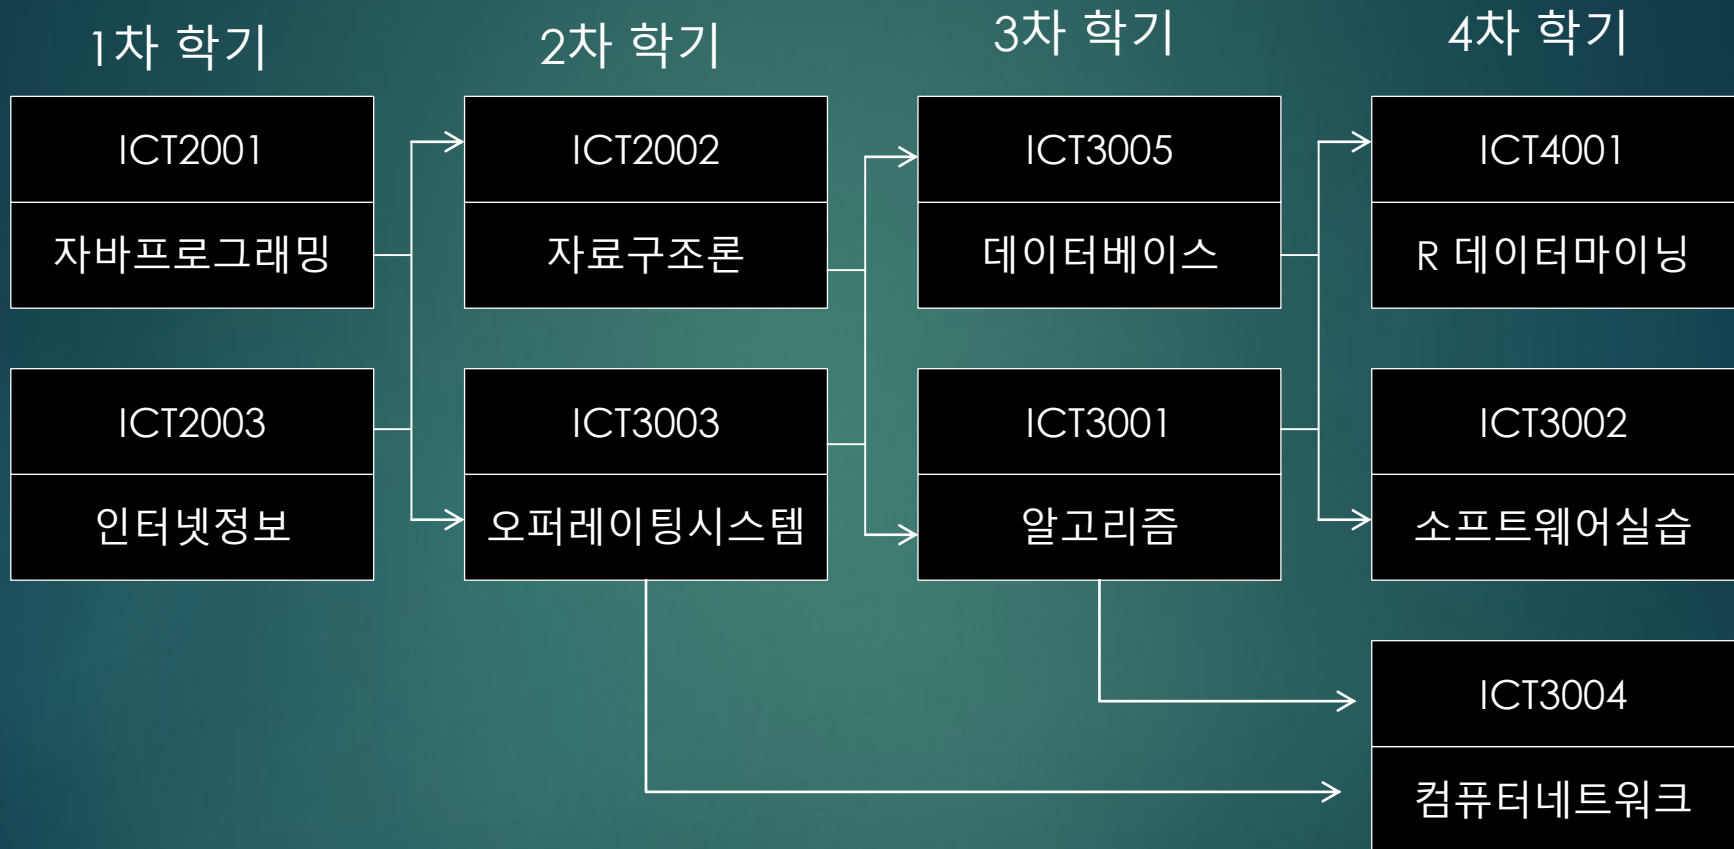 1차 학기
2차 학기
3차 학기
4차 학기
ICT2001
ICT2002
ICT3005
ICT4001
자바프로그래밍
자료구조론
데이터베이스
R 데이터마이닝
ICT2003
ICT3003
ICT3001
ICT3002
인터넷정보
오퍼레이팅시스템
알고리즘
소프트웨어실습
ICT3004
컴퓨터네트워크